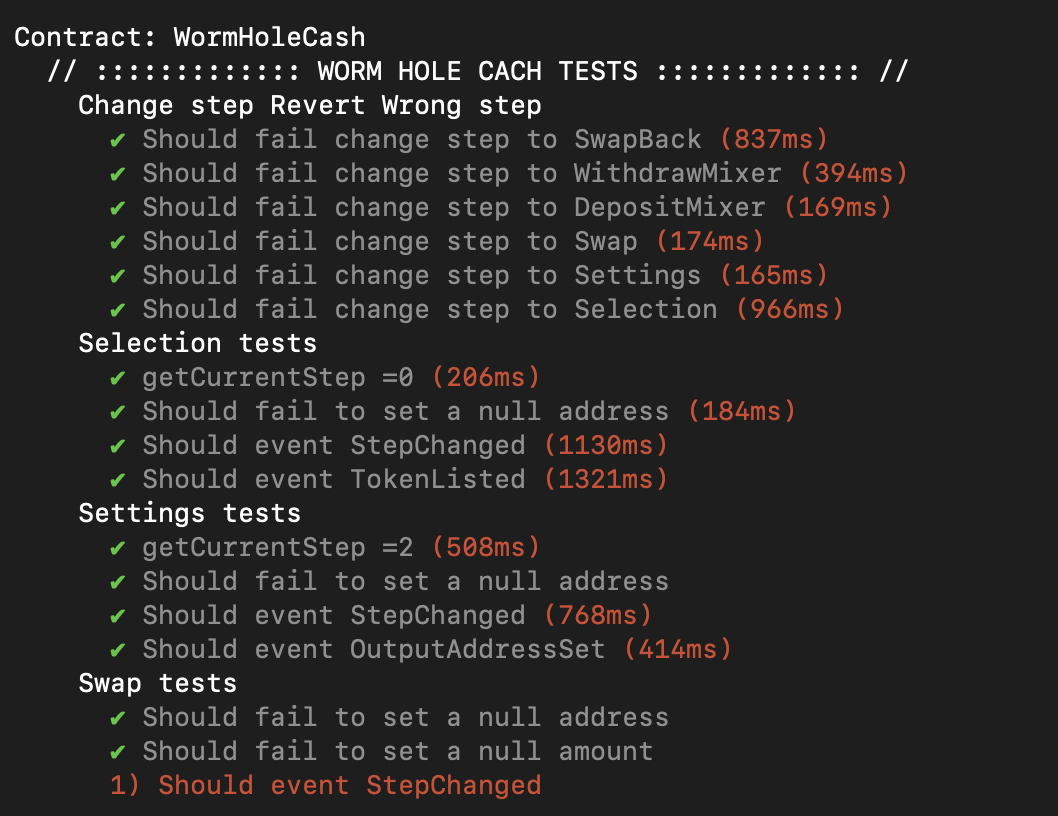 Contract: WormHoleCash
// ::::::::::::: WORM HOLE CACH TESTS ::::::::::::: //
Change step Revert Wrong step
✔ Should fail change step to SwapBack (837ms)
✔ Should fail change step to WithdrawMixer (394ms)
✔ Should fail change step to DepositMixer (169ms)
✔ Should fail change step to Swap (174ms)
✔ Should fail change step to Settings (165ms)
✔ Should fail change step to Selection (966ms)
Selection tests
✔ getCurrentStep =0 (206ms)
✔ Should fail to set a null address (184ms)
✔ Should event StepChanged (1130ms)
✔ Should event TokenListed (1321ms)
Settings tests
✔ getCurrentStep =2 (508ms)
✔ Should fail to set a null address
✔ Should event StepChanged (768ms)
✔ Should event OutputAddressSet (414ms)
Swap tests
✔ Should fail to set a null address
✔ Should fail to set a null amount
1) Should event StepChanged